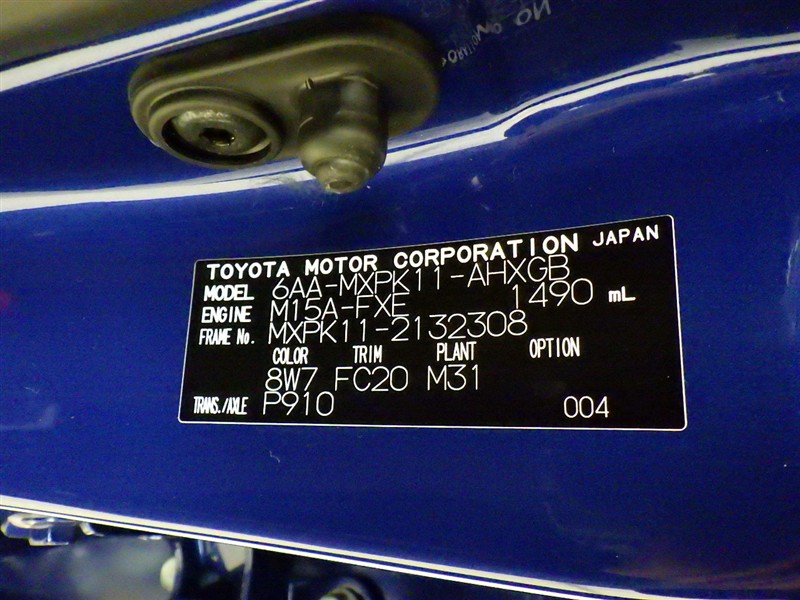 TOYOTA MOTOR CORPORATION JAPAN
MODEL 6AA-MXPK11-AHXGB
ENGINE M15A-FXE 1490 mL
FRAME No. MXPK11-2132308
COLOR TRIM PLANT OPTION
8W7 FC20 M31
TRANS./AXLE P910 004